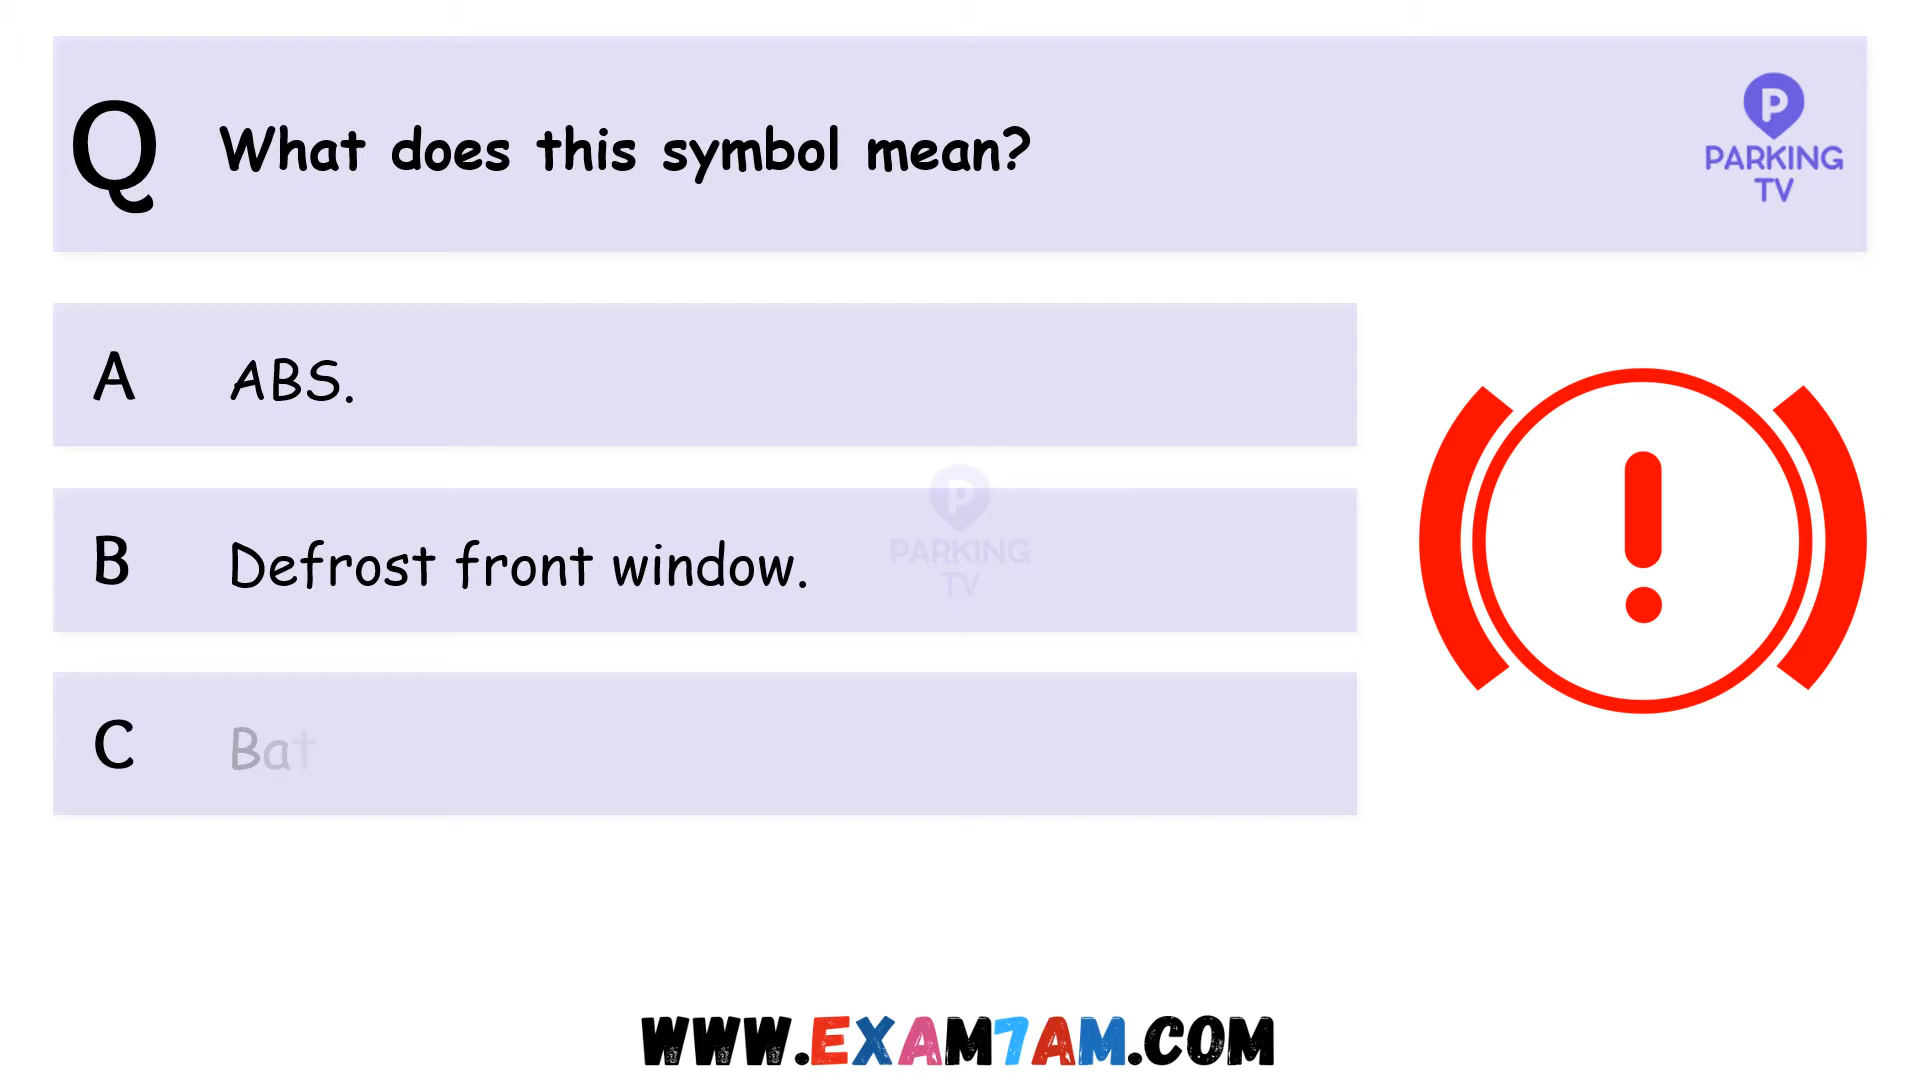 Q What does this symbol mean?
PARKING
TV
A ABS.
B Defrost front window.
PARKING
TV
C Bat
WWW.EXAM7AM.COM